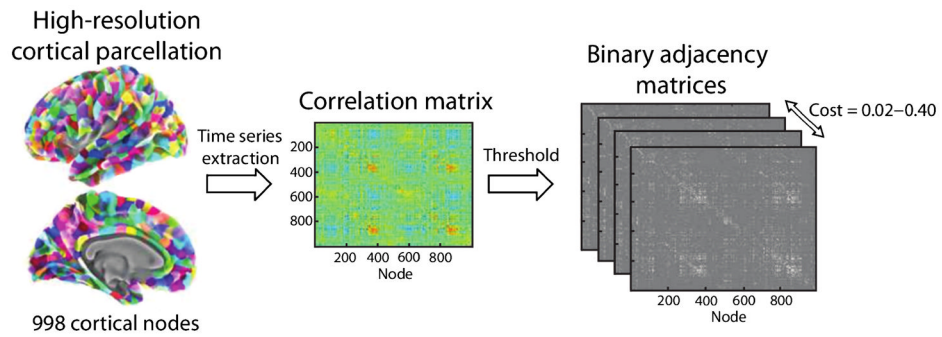 High-resolution
cortical parcellation
998 cortical nodes
Time series
extraction
Correlation matrix
200
400
600
800
200 400 600 800
Node
Threshold
Binary adjacency
matrices
Cost = 0.02–0.40
200 400 600 800
Node